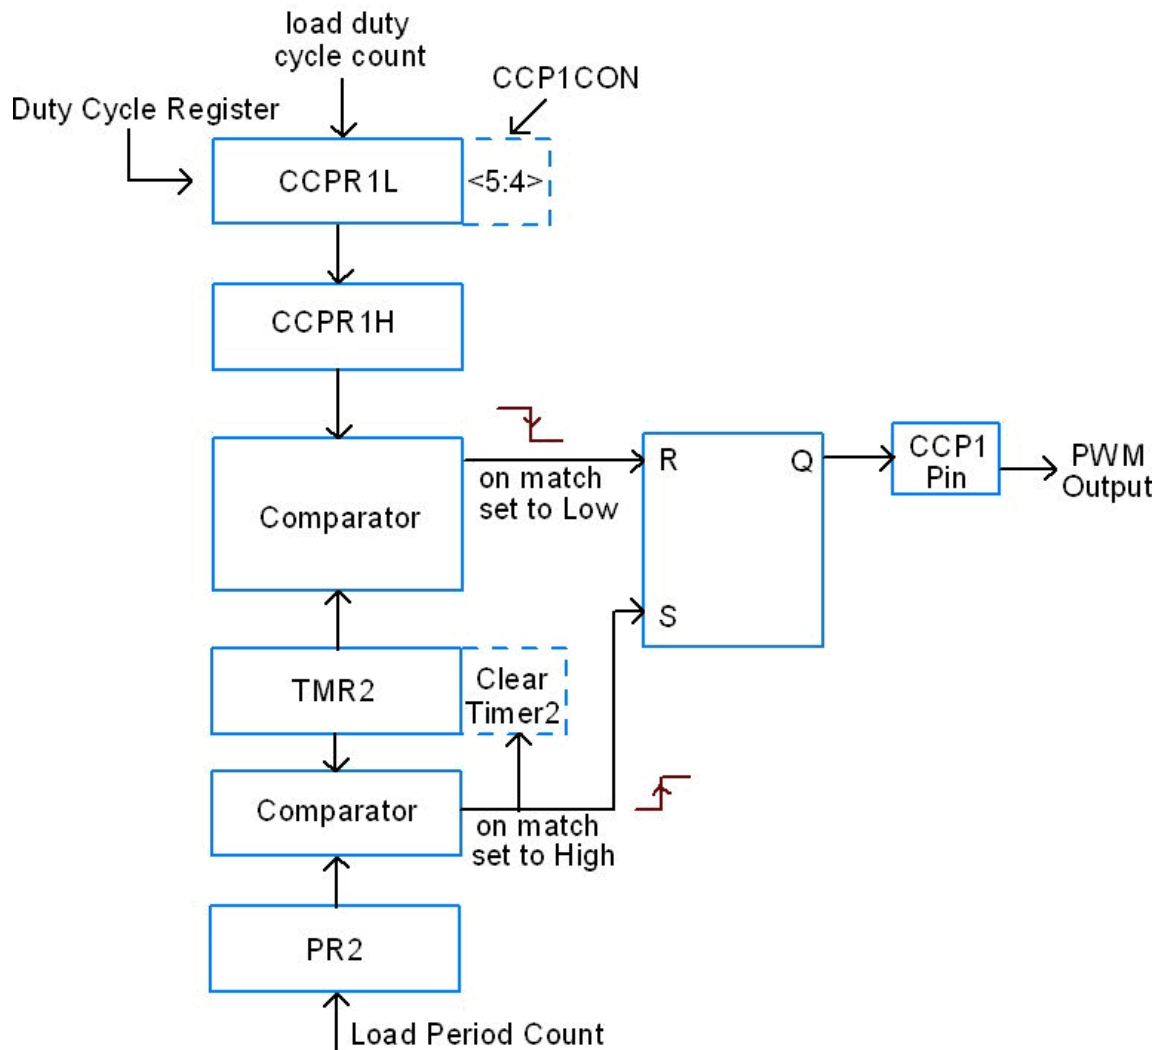 load duty
cycle count
CCP1CON
Duty Cycle Register
CCPR1L
<5:4>
CCPR1H
Comparator
on match
set to Low
R
Q
S
CCP1
Pin
PWM
Output
TMR2
Clear
Timer2
Comparator
on match
set to High
PR2
Load Period Count